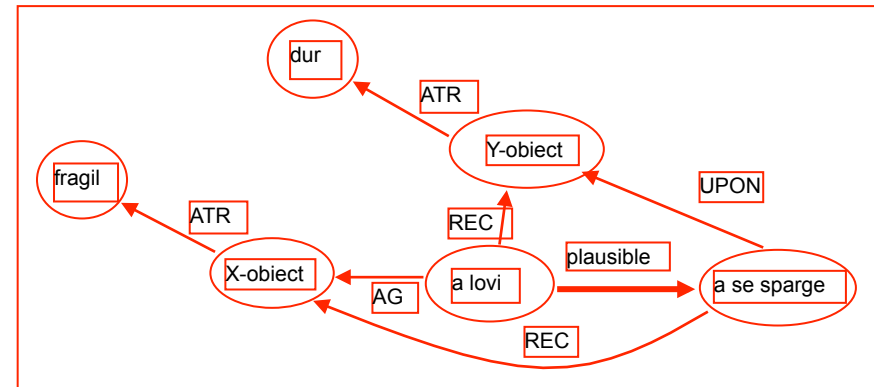 dur
ATR
Y-obiect
fragil
UPON
ATR
REC
plausible
X-obiect
a lovi
a se sparge
AG
REC